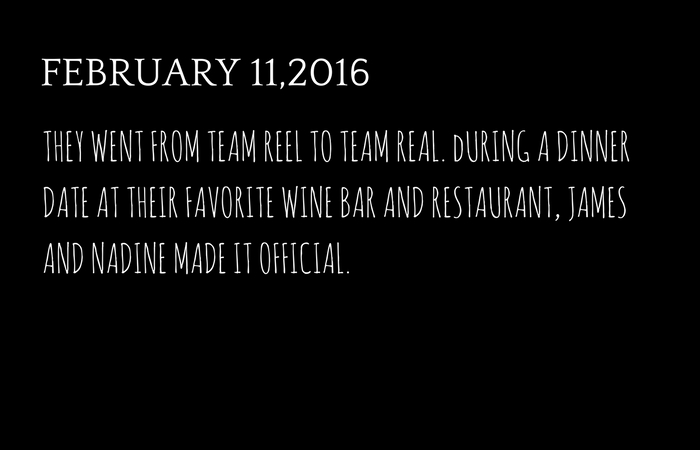 FEBRUARY 11,2016
THEY WENT FROM TEAM REEL TO TEAM REAL. DURING A DINNER
DATE AT THEIR FAVORITE WINE BAR AND RESTAURANT, JAMES
AND NADINE MADE IT OFFICIAL.